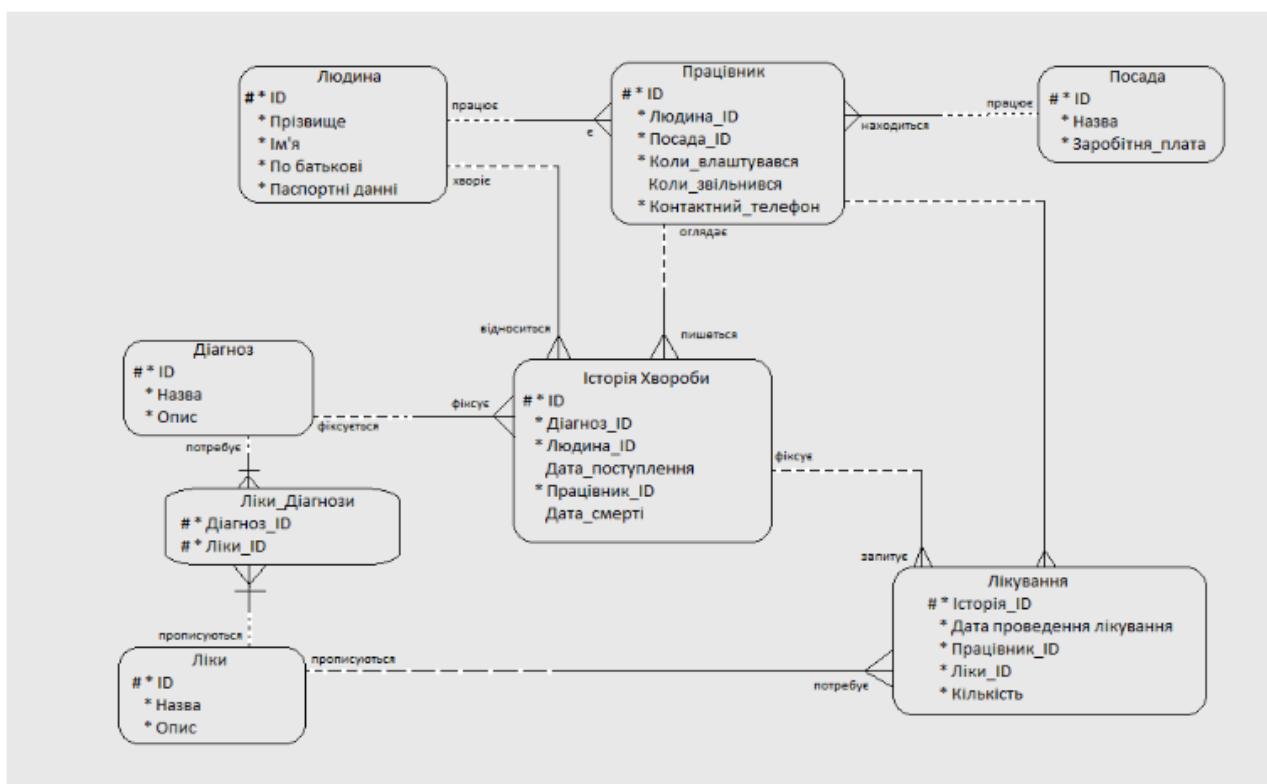 Людина
# * ID
* Прізвище
* Ім'я
* По батькові
* Паспортні данні
працює
є
хворіє
Працівник
# * ID
* Людина_ID
* Посада_ID
* Коли_влаштувався
Коли_звільнився
* Контактний_телефон
працює
находиться
Посада
# * ID
* Назва
* Заробітня_плата
оглядає
відноситься
пишеться
Діагноз
# * ID
* Назва
* Опис
фіксує
фіксується
потребує
Історія Хвороби
# * ID
* Діагноз_ID
* Людина_ID
Дата_поступлення
* Працівник_ID
Дата_смерті
фіксує
запитує
Ліки_Діагнози
# * Діагноз_ID
# * Ліки_ID
прописуються
Ліки
# * ID
* Назва
* Опис
прописуються
потребує
Лікування
# * Історія_ID
* Дата проведення лікування
* Працівник_ID
* Ліки_ID
* Кількість